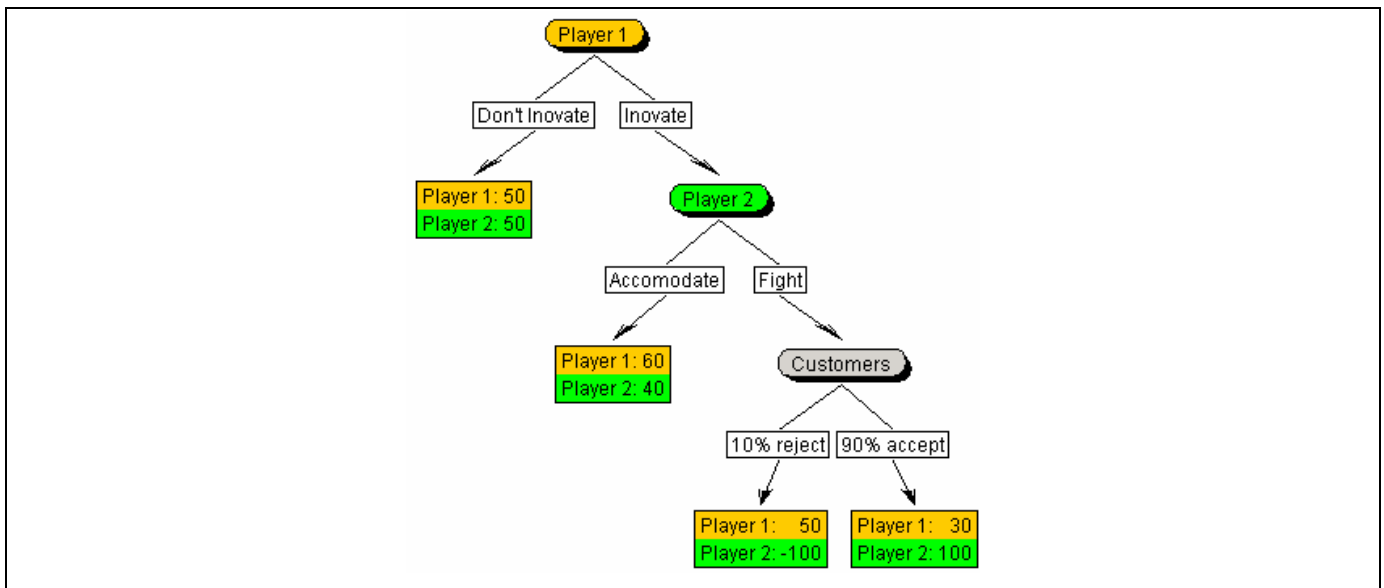 Player 1
Don't Inovate
Inovate
Player 1: 50
Player 2: 50
Player 2
Accomodate
Fight
Player 1: 60
Player 2: 40
Customers
10% reject
90% accept
Player 1: 50
Player 2: -100
Player 1: 30
Player 2: 100